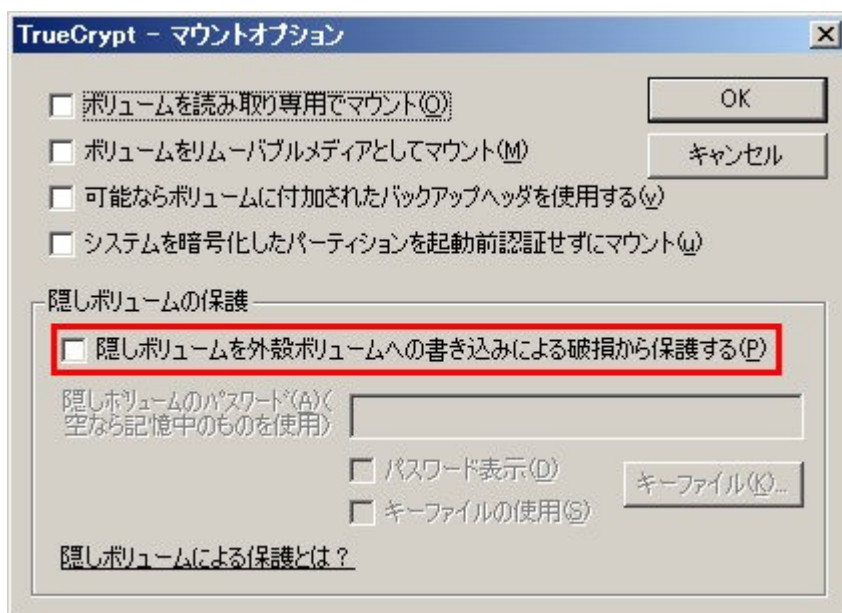 TrueCrypt - マウントオプション
ボリュームを読み取り専用でマウント(O)
OK
ボリュームをリムーバブルメディアとしてマウント(M)
キャンセル
可能ならボリュームに付加されたバックアップヘッダを使用する(v)
システムを暗号化したパーティションを起動前認証せずにマウント(u)
隠しボリュームの保護
隠しボリュームを外殻ボリュームへの書き込みによる破損から保護する(P)
隠しボリュームのパスワード(A)(
空なら記憶中のものを使用)
パスワード表示(D)
キーファイル(K)...
キーファイルの使用(S)
隠しボリュームによる保護とは?